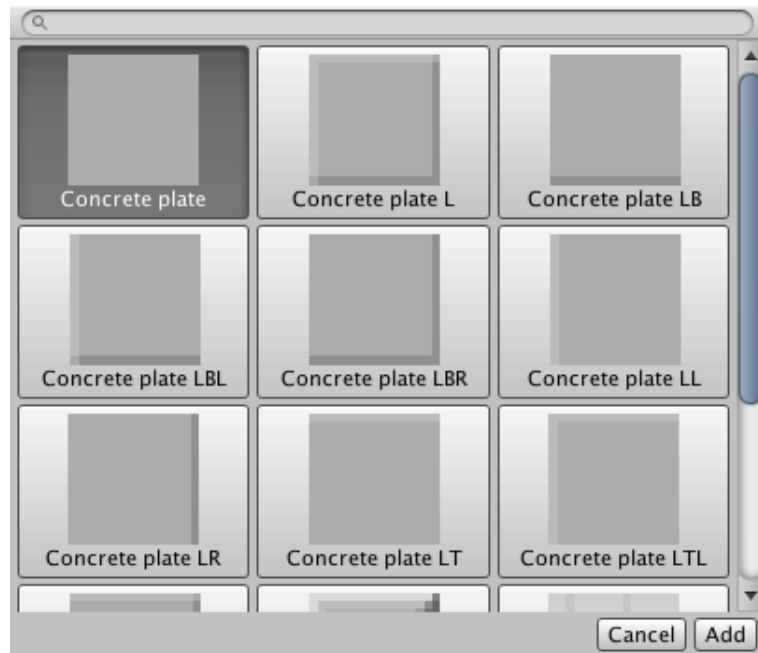 Concrete plate
Concrete plate L
Concrete plate LB
Concrete plate LBL
Concrete plate LBR
Concrete plate LL
Concrete plate LR
Concrete plate LT
Concrete plate LTL
Cancel
Add